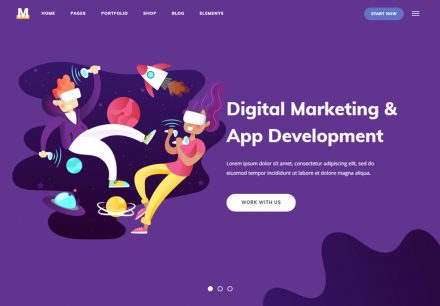 M
HOME PAGES PORTFOLIO SHOP BLOG ELEMENTS START NOW
Digital Marketing &
App Development
Lorem ipsum dolor sit amet, consectetur adipiscing elit, sed do
eiusmod tempor incididunt ut labore et dolore magna aliqua.
WORK WITH US